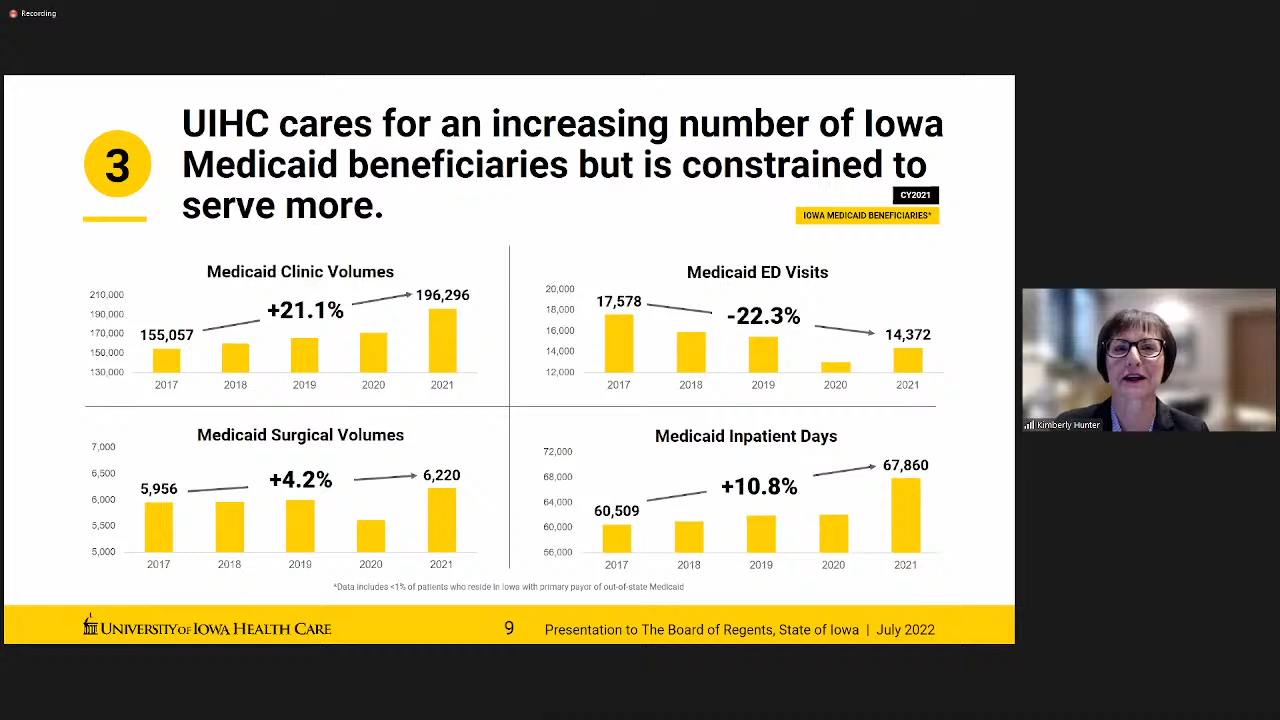 Recording
3
UIHC cares for an increasing number of Iowa
Medicaid beneficiaries but is constrained to
serve more.
CY2021
IOWA MEDICAID BENEFICIARIES*
Medicaid Clinic Volumes
210,000
190,000
170,000
150,000
130,000
155,057
+21.1%
196,296
2017 2018 2019 2020 2021
Medicaid ED Visits
20,000
18,000
16,000
14,000
12,000
17,578
-22.3%
14,372
2017 2018 2019 2020 2021
Medicaid Surgical Volumes
7,000
6,500
6,000
5,500
5,000
5,956
+4.2%
6,220
2017 2018 2019 2020 2021
Medicaid Inpatient Days
72,000
68,000
64,000
60,000
56,000
60,509
+10.8%
67,860
2017 2018 2019 2020 2021
*Data includes <1% of patients who reside in Iowa with primary payor of out-of-state Medicaid
UNIVERSITY OF IOWA HEALTH CARE
9
Presentation to The Board of Regents, State of Iowa | July 2022
Kimberly Hunter